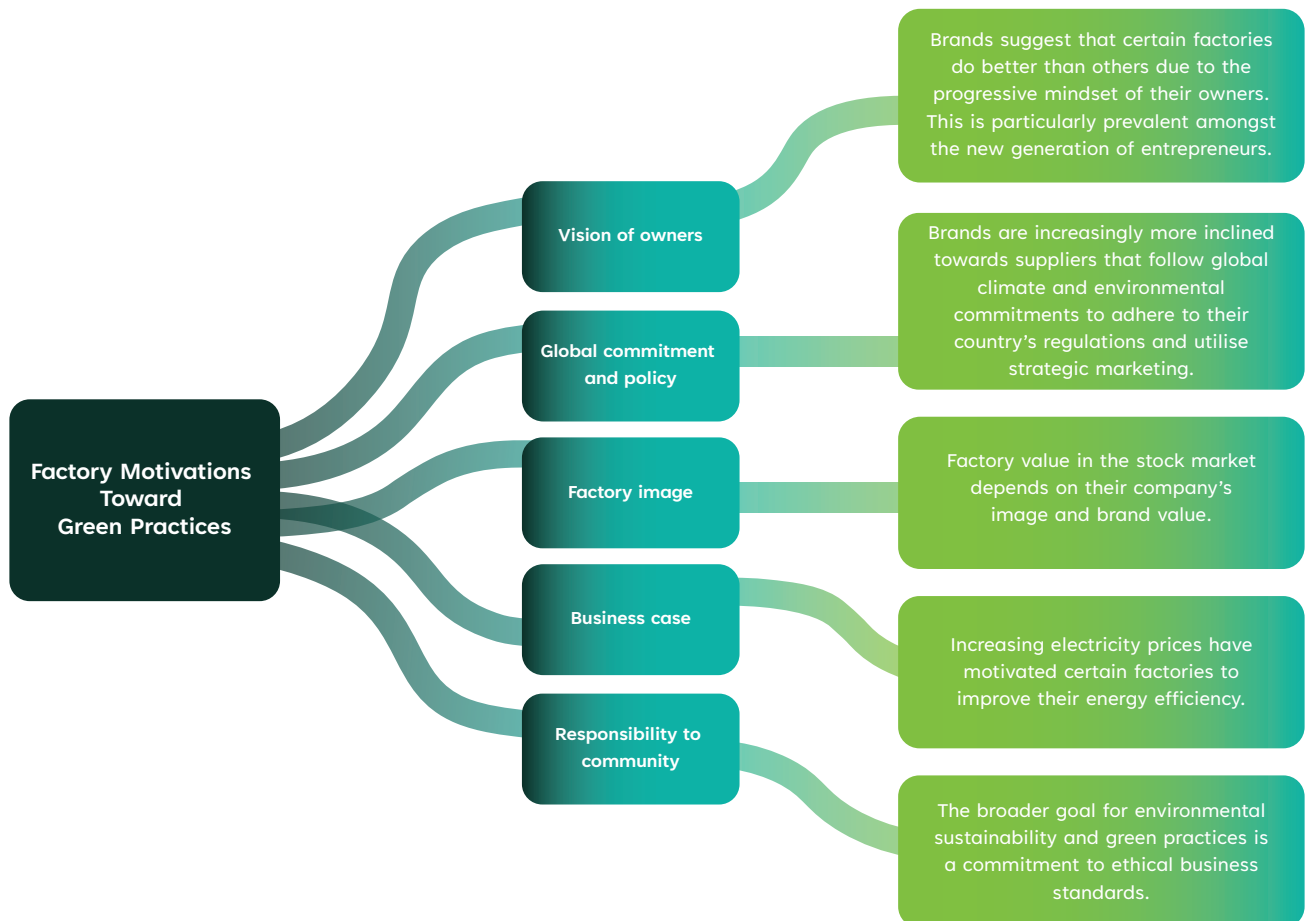 Factory Motivations
Toward
Green Practices
Vision of owners
Brands suggest that certain factories
do better than others due to the
progressive mindset of their owners.
This is particularly prevalent amongst
the new generation of entrepreneurs.
Global commitment
and policy
Brands are increasingly more inclined
towards suppliers that follow global
climate and environmental
commitments to adhere to their
country’s regulations and utilise
strategic marketing.
Factory image
Factory value in the stock market
depends on their company’s
image and brand value.
Business case
Increasing electricity prices have
motivated certain factories to
improve their energy efficiency.
Responsibility to
community
The broader goal for environmental
sustainability and green practices is
a commitment to ethical business
standards.